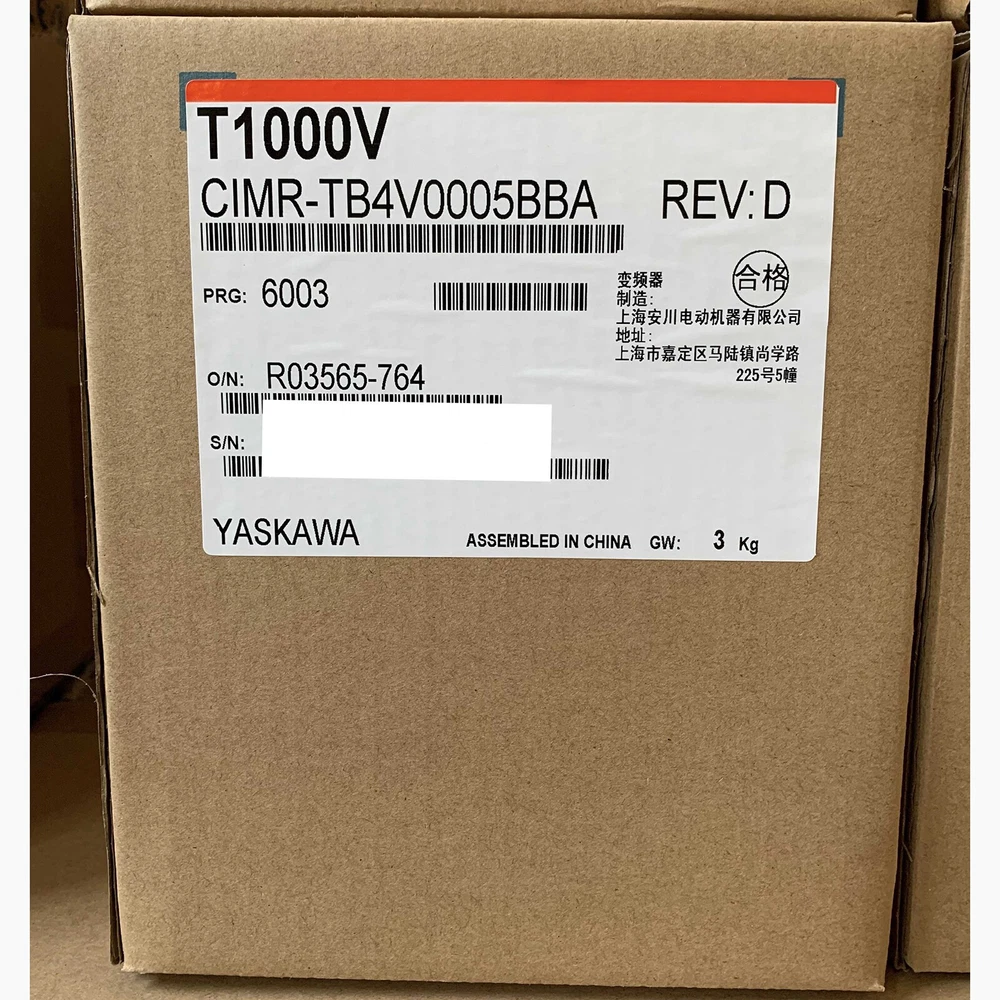 T1000V
CIMR-TB4V0005BBA REV: D
PRG: 6003
变频器
合格
制造:
上海安川电动机器有限公司
地址:
上海市嘉定区马陆镇尚学路
225号5幢
O/N: R03565-764
S/N:
YASKAWA ASSEMBLED IN CHINA GW: 3 Kg